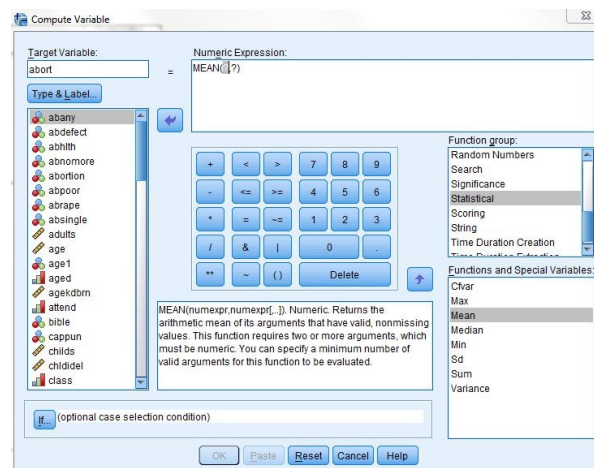 Compute Variable
Target Variable:
abort
=
Type & Label...
Numeric Expression:
MEAN(?,?)
abany
abdefect
abhlth
abnomore
abortion
abpoor
abrape
absingle
adults
age
age1
aged
agekdbrn
attend
bible
cappun
childs
chldidel
class
+ < > 7 8 9
- <= >= 4 5 6
* = ~= 1 2 3
/ & | 0 .
** ~ ( ) Delete
Function group:
Random Numbers
Search
Significance
Statistical
Scoring
String
Time Duration Creation
Time Duration Extraction
MEAN(numexpr,numexpr[,..]). Numeric. Returns the
arithmetic mean of its arguments that have valid, nonmissing
values. This function requires two or more arguments, which
must be numeric. You can specify a minimum number of
valid arguments for this function to be evaluated.
Functions and Special Variables:
Cfvar
Max
Mean
Median
Min
Sd
Sum
Variance
If... (optional case selection condition)
OK Paste Reset Cancel Help